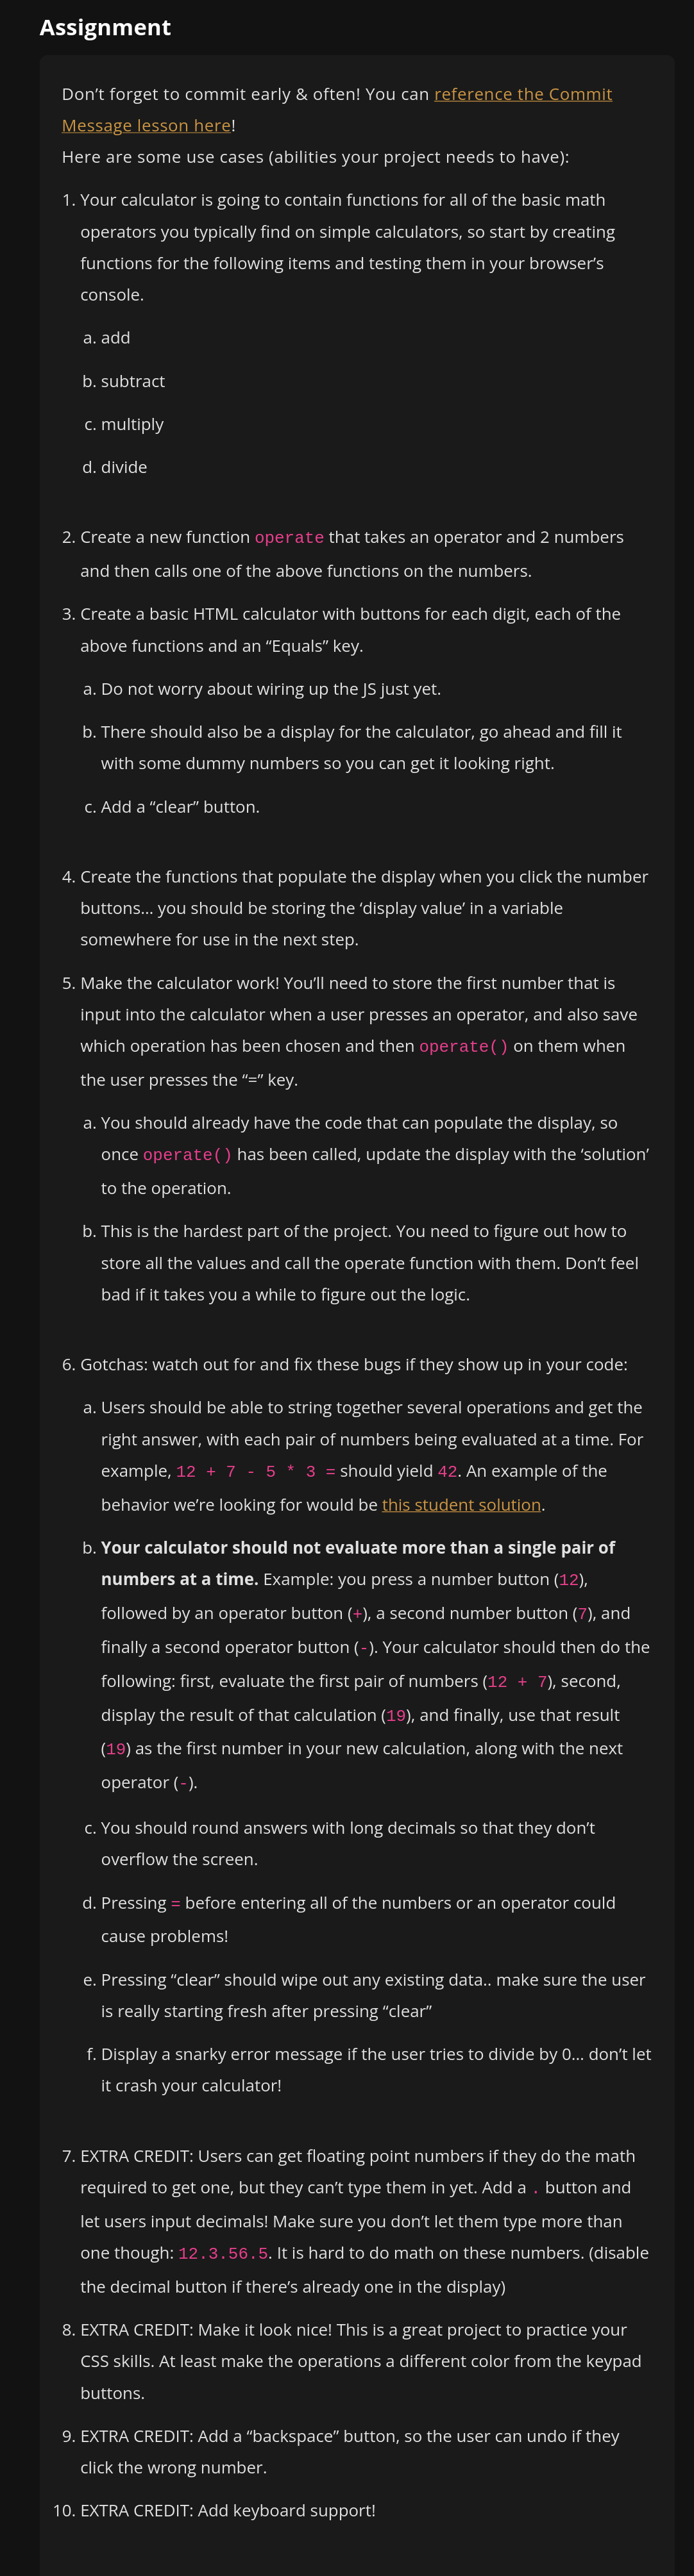 Assignment
Don’t forget to commit early & often! You can reference the Commit
Message lesson here!
Here are some use cases (abilities your project needs to have):
1. Your calculator is going to contain functions for all of the basic math
operators you typically find on simple calculators, so start by creating
functions for the following items and testing them in your browser’s
console.
a. add
b. subtract
c. multiply
d. divide
2. Create a new function operate that takes an operator and 2 numbers
and then calls one of the above functions on the numbers.
3. Create a basic HTML calculator with buttons for each digit, each of the
above functions and an “Equals” key.
a. Do not worry about wiring up the JS just yet.
b. There should also be a display for the calculator, go ahead and fill it
with some dummy numbers so you can get it looking right.
c. Add a “clear” button.
4. Create the functions that populate the display when you click the number
buttons… you should be storing the ‘display value’ in a variable
somewhere for use in the next step.
5. Make the calculator work! You’ll need to store the first number that is
input into the calculator when a user presses an operator, and also save
which operation has been chosen and then operate() on them when
the user presses the “=” key.
a. You should already have the code that can populate the display, so
once operate() has been called, update the display with the ‘solution’
to the operation.
b. This is the hardest part of the project. You need to figure out how to
store all the values and call the operate function with them. Don’t feel
bad if it takes you a while to figure out the logic.
6. Gotchas: watch out for and fix these bugs if they show up in your code:
a. Users should be able to string together several operations and get the
right answer, with each pair of numbers being evaluated at a time. For
example, 12 + 7 - 5 * 3 = should yield 42. An example of the
behavior we’re looking for would be this student solution.
b. Your calculator should not evaluate more than a single pair of
numbers at a time. Example: you press a number button (12),
followed by an operator button (+), a second number button (7), and
finally a second operator button (-). Your calculator should then do the
following: first, evaluate the first pair of numbers (12 + 7), second,
display the result of that calculation (19), and finally, use that result
(19) as the first number in your new calculation, along with the next
operator (-).
c. You should round answers with long decimals so that they don’t
overflow the screen.
d. Pressing = before entering all of the numbers or an operator could
cause problems!
e. Pressing “clear” should wipe out any existing data.. make sure the user
is really starting fresh after pressing “clear”
f. Display a snarky error message if the user tries to divide by 0… don’t let
it crash your calculator!
7. EXTRA CREDIT: Users can get floating point numbers if they do the math
required to get one, but they can’t type them in yet. Add a . button and
let users input decimals! Make sure you don’t let them type more than
one though: 12.3.56.5. It is hard to do math on these numbers. (disable
the decimal button if there’s already one in the display)
8. EXTRA CREDIT: Make it look nice! This is a great project to practice your
CSS skills. At least make the operations a different color from the keypad
buttons.
9. EXTRA CREDIT: Add a “backspace” button, so the user can undo if they
click the wrong number.
10. EXTRA CREDIT: Add keyboard support!